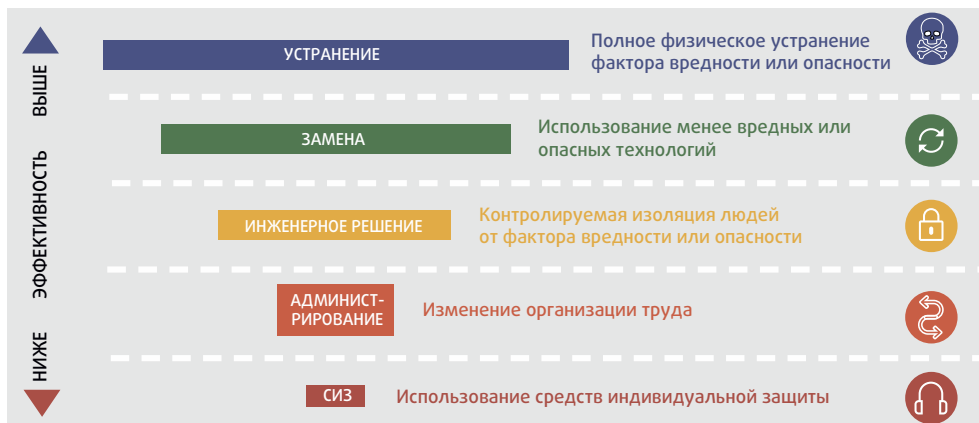 ВЫШЕ
ЭФФЕКТИВНОСТЬ
НИЖЕ
УСТРАНЕНИЕ
Полное физическое устранение
фактора вредности или опасности
ЗАМЕНА
Использование менее вредных или
опасных технологий
ИНЖЕНЕРНОЕ РЕШЕНИЕ
Контролируемая изоляция людей
от фактора вредности или опасности
АДМИНИСТ-
РИРОВАНИЕ
Изменение организации труда
СИЗ
Использование средств индивидуальной защиты